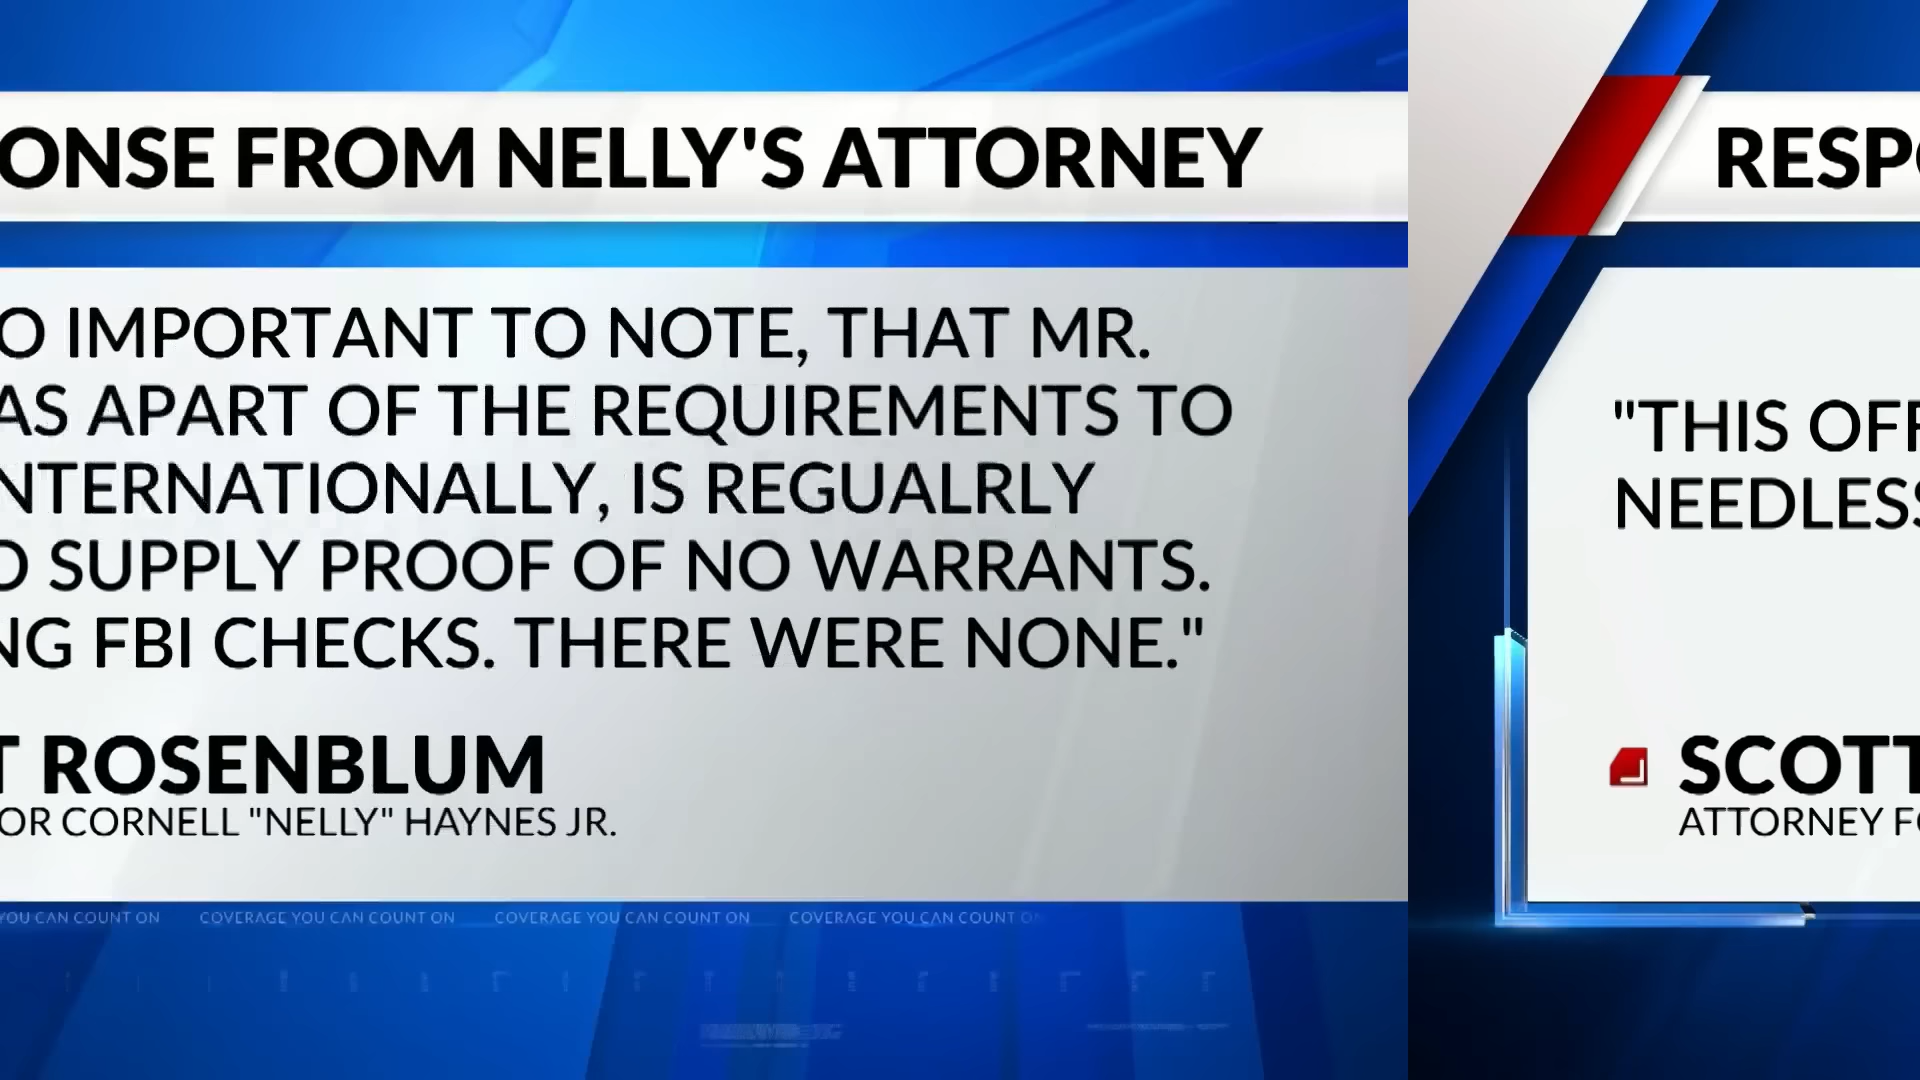 ONSE FROM NELLY'S ATTORNEY
O IMPORTANT TO NOTE, THAT MR.
AS APART OF THE REQUIREMENTS TO
NTERNATIONALLY, IS REGUALRLY
O SUPPLY PROOF OF NO WARRANTS.
NG FBI CHECKS. THERE WERE NONE."
T ROSENBLUM
OR CORNELL "NELLY" HAYNES JR.
YOU CAN COUNT ON COVERAGE YOU CAN COUNT ON COVERAGE YOU CAN COUNT ON COVERAGE YOU CAN COUNT ON
RESPO
"THIS OFF
NEEDLESS
SCOTT
ATTORNEY FO